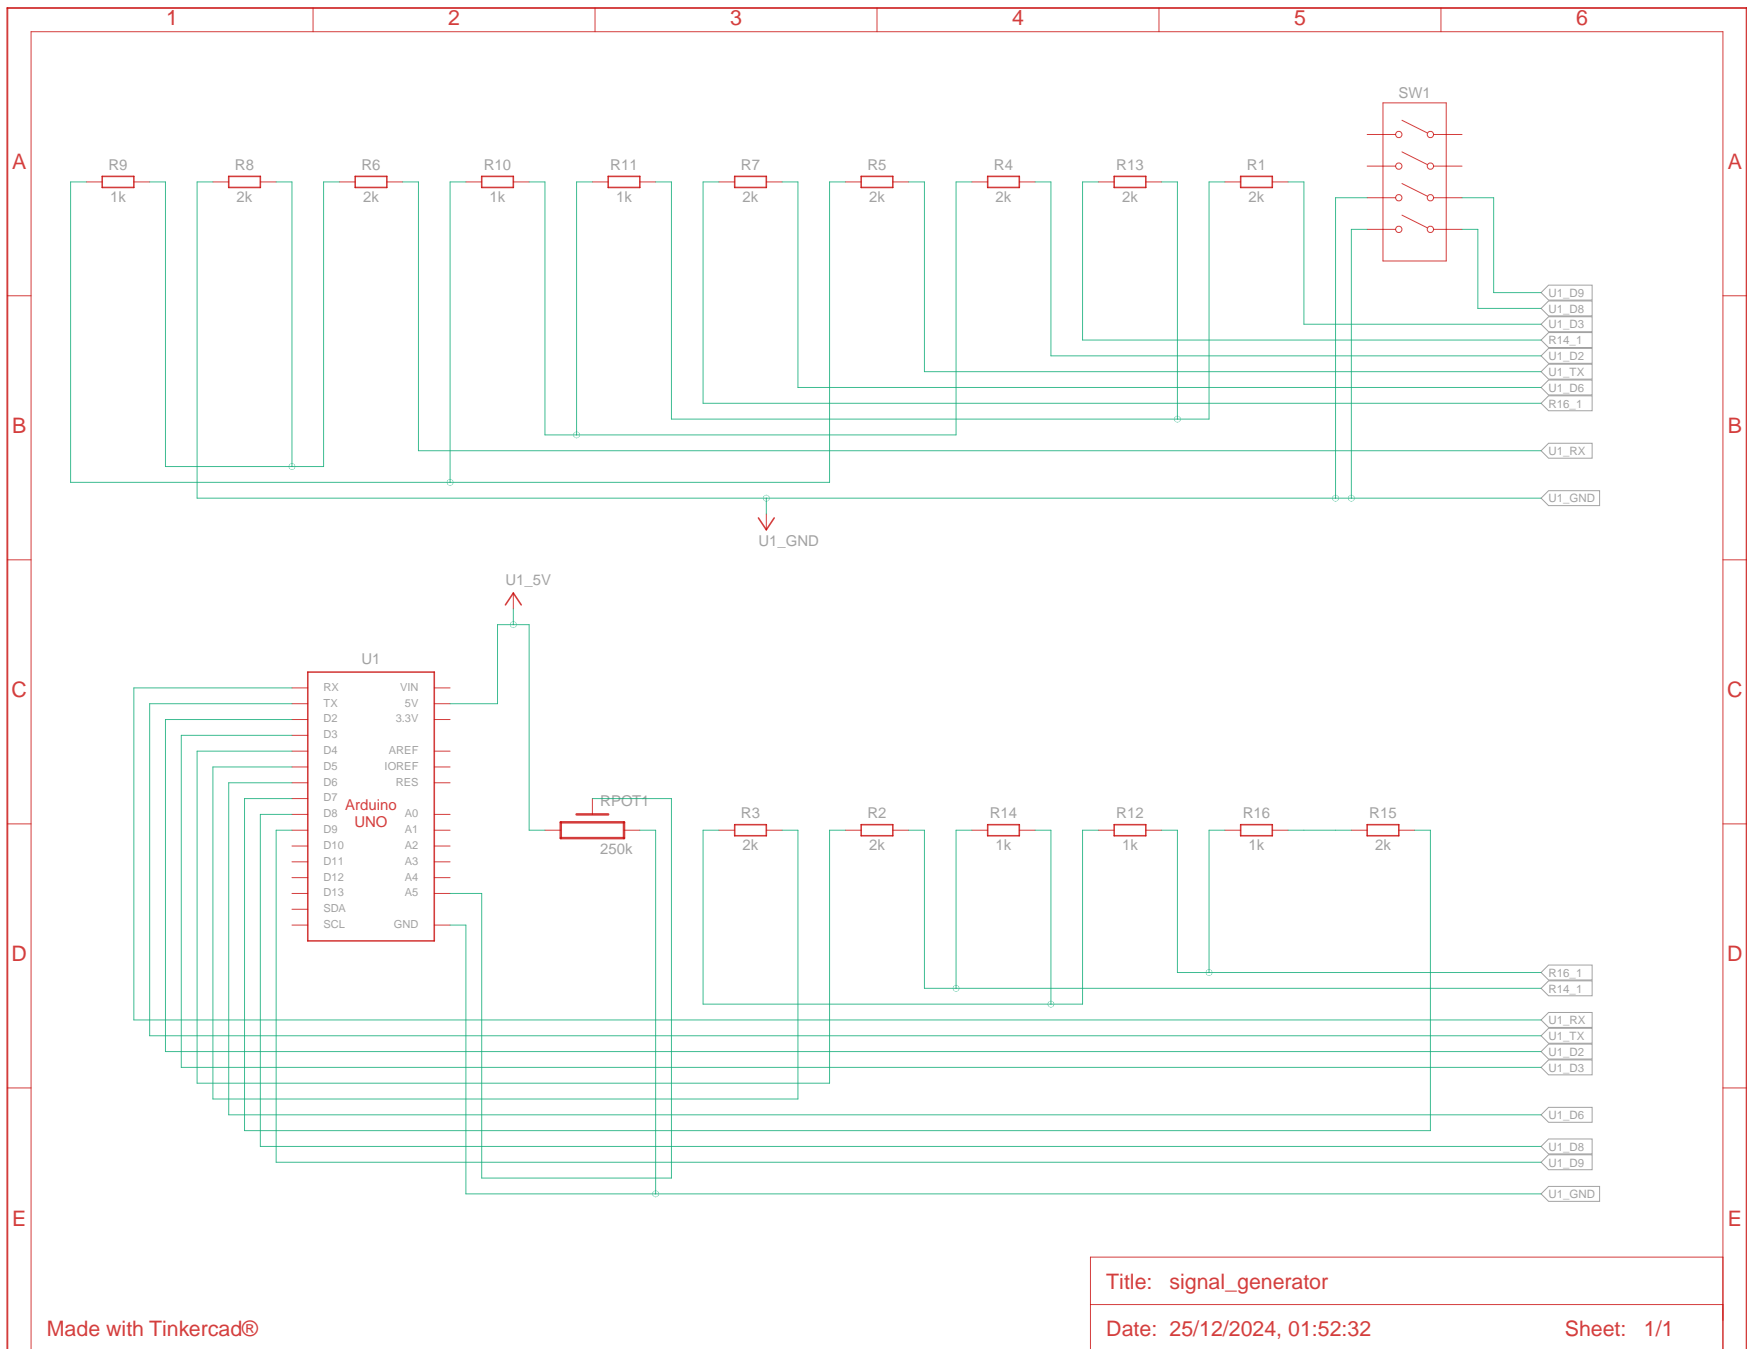 1 2 3 4 5 6
SW1
A A
R9 R8 R6 R10 R11 R7 R5 R4 R13 R1
1k 2k 2k 1k 1k 2k 2k 2k 2k 2k
U1_D9
U1_D8
U1_D3
R14_1
U1_D2
U1_TX
U1_D6
R16_1
B B
U1_RX
U1_GND
U1_GND
U1_5V
U1
C C
RX VIN
TX 5V
D2 3.3V
D3
D4 AREF
D5 IOREF
D6 RES
D7
D8 A0
D9 A1
D10 A2
D11 A3
D12 A4
D13 A5
SDA
SCL GND
Arduino
UNO
RPOT1
250k
R3 R2 R14 R12 R16 R15
2k 2k 1k 1k 1k 2k
D D
R16_1
R14_1
U1_RX
U1_TX
U1_D2
U1_D3
U1_D6
U1_D8
U1_D9
U1_GND
E E
Title: signal_generator
Made with Tinkercad®
Date: 25/12/2024, 01:52:32 Sheet: 1/1